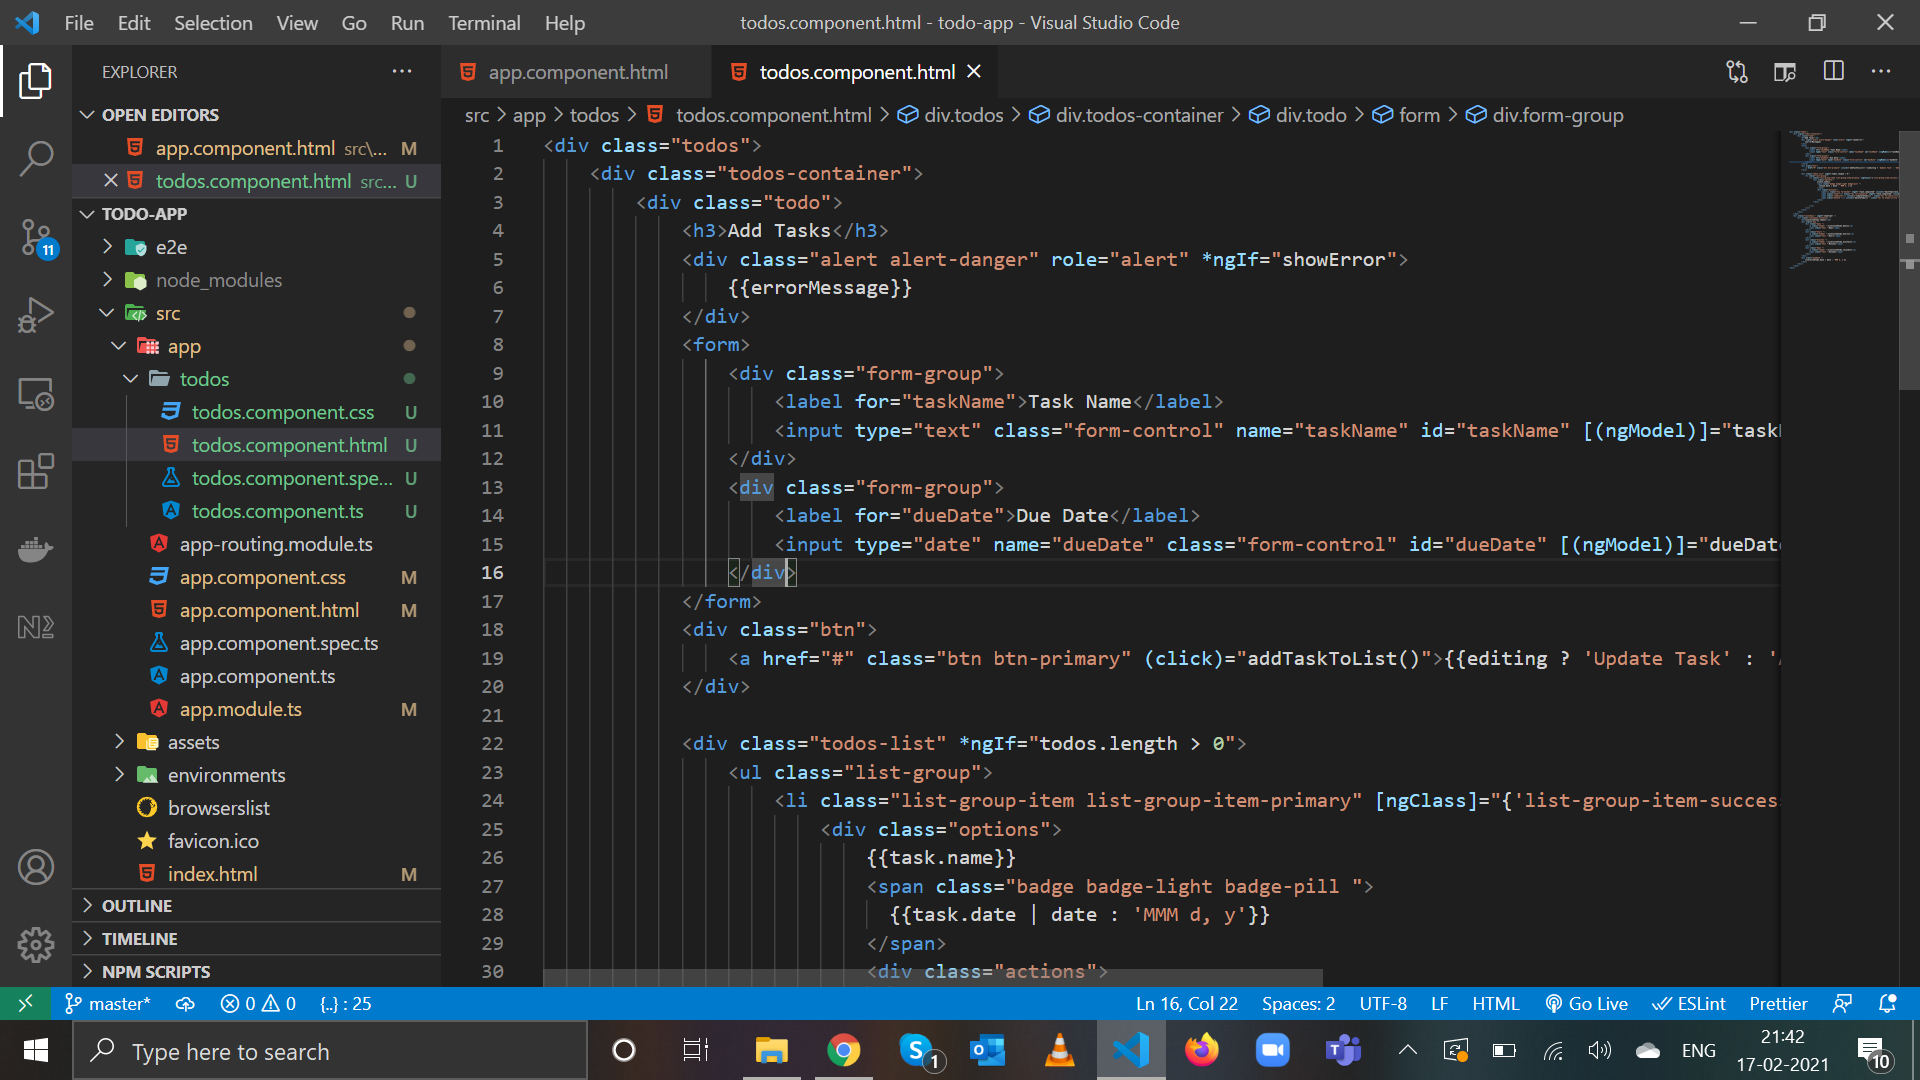 File Edit Selection View Go Run Terminal Help
todos.component.html - todo-app - Visual Studio Code
EXPLORER
app.component.html
todos.component.html
OPEN EDITORS
app.component.html src\... M
todos.component.html src... U
TODO-APP
e2e
node_modules
src
app
todos
todos.component.css U
todos.component.html U
todos.component.spe... U
todos.component.ts U
app-routing.module.ts
app.component.css M
app.component.html M
app.component.spec.ts
app.component.ts
app.module.ts M
assets
environments
browserslist
favicon.ico
index.html M
OUTLINE
TIMELINE
NPM SCRIPTS
11
src > app > todos > todos.component.html > div.todos > div.todos-container > div.todo > form > div.form-group
1 <div class="todos">
2 <div class="todos-container">
3 <div class="todo">
4 <h3>Add Tasks</h3>
5 <div class="alert alert-danger" role="alert" *ngIf="showError">
6 {{errorMessage}}
7 </div>
8 <form>
9 <div class="form-group">
10 <label for="taskName">Task Name</label>
11 <input type="text" class="form-control" name="taskName" id="taskName" [(ngModel)]="task
12 </div>
13 <div class="form-group">
14 <label for="dueDate">Due Date</label>
15 <input type="date" name="dueDate" class="form-control" id="dueDate" [(ngModel)]="dueDat
16 </div>
17 </form>
18 <div class="btn">
19 <a href="#" class="btn btn-primary" (click)="addTaskToList()">{{editing ? 'Update Task' : '
20 </div>
21
22 <div class="todos-list" *ngIf="todos.length > 0">
23 <ul class="list-group">
24 <li class="list-group-item list-group-item-primary" [ngClass]="{'list-group-item-succes
25 <div class="options">
26 {{task.name}}
27 <span class="badge badge-light badge-pill ">
28 {{task.date | date : 'MMM d, y'}}
29 </span>
30 <div class="actions">
master* 0 0 {..} : 25
Ln 16, Col 22 Spaces: 2 UTF-8 LF HTML Go Live ESLint Prettier
Type here to search
1
ENG
21:42
17-02-2021
10